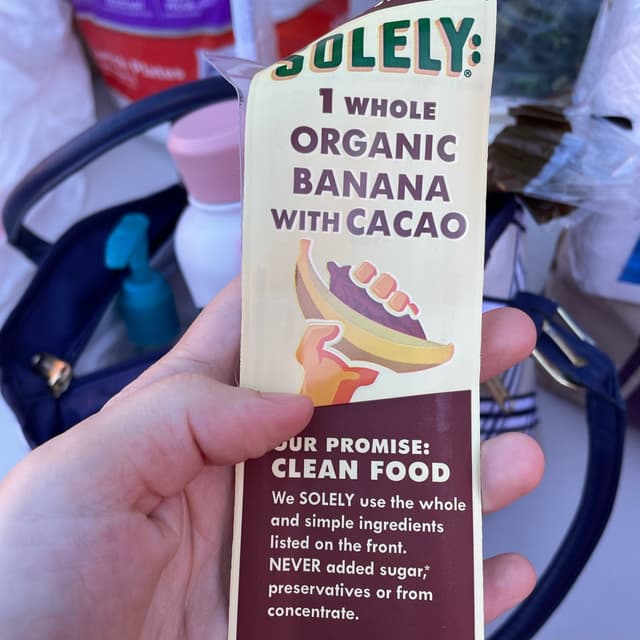 SOLELY:
1 WHOLE
ORGANIC
BANANA
WITH CACAO
OUR PROMISE:
CLEAN FOOD
We SOLELY use the whole
and simple ingredients
listed on the front.
NEVER added sugar,*
preservatives or from
concentrate.